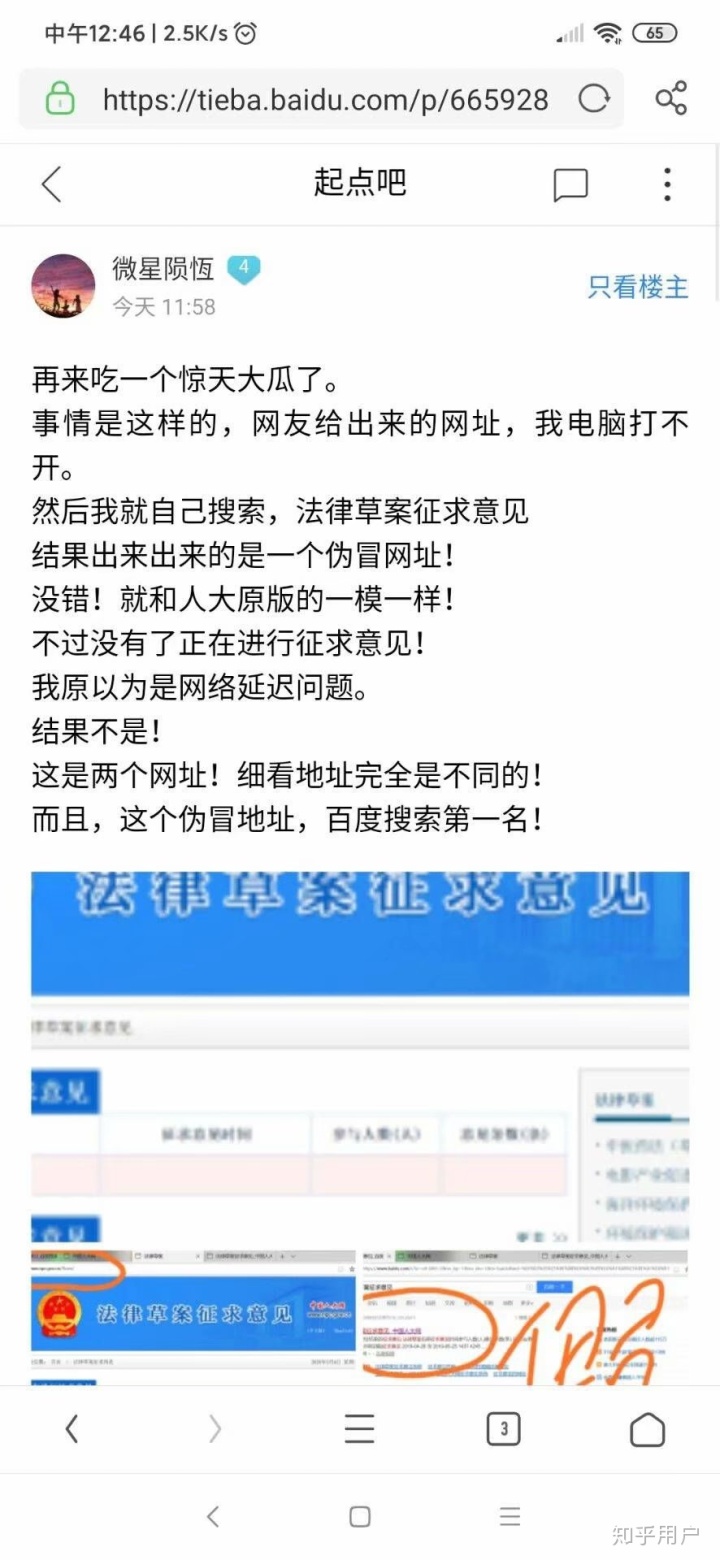 中午12:46 | 2.5K/s
65
https://tieba.baidu.com/p/665928
起点吧
微星陨恆
4
今天 11:58
只看楼主
再来吃一个惊天大瓜了。
事情是这样的，网友给出来的网址，我电脑打不
开。
然后我就自己搜索，法律草案征求意见
结果出来出来的是一个伪冒网址！
没错！就和人大原版的一模一样！
不过没有了正在进行征求意见！
我原以为是网络延迟问题。
结果不是！
这是两个网址！细看地址完全是不同的！
而且，这个伪冒地址，百度搜索第一名！
法律草案征求意见
律草案征求意见
求意见
征求意见时间
参与人数(人)
意见条数(条)
法律草案
更多 >>
法律草案征求意见
中国人大网
3
知乎用户